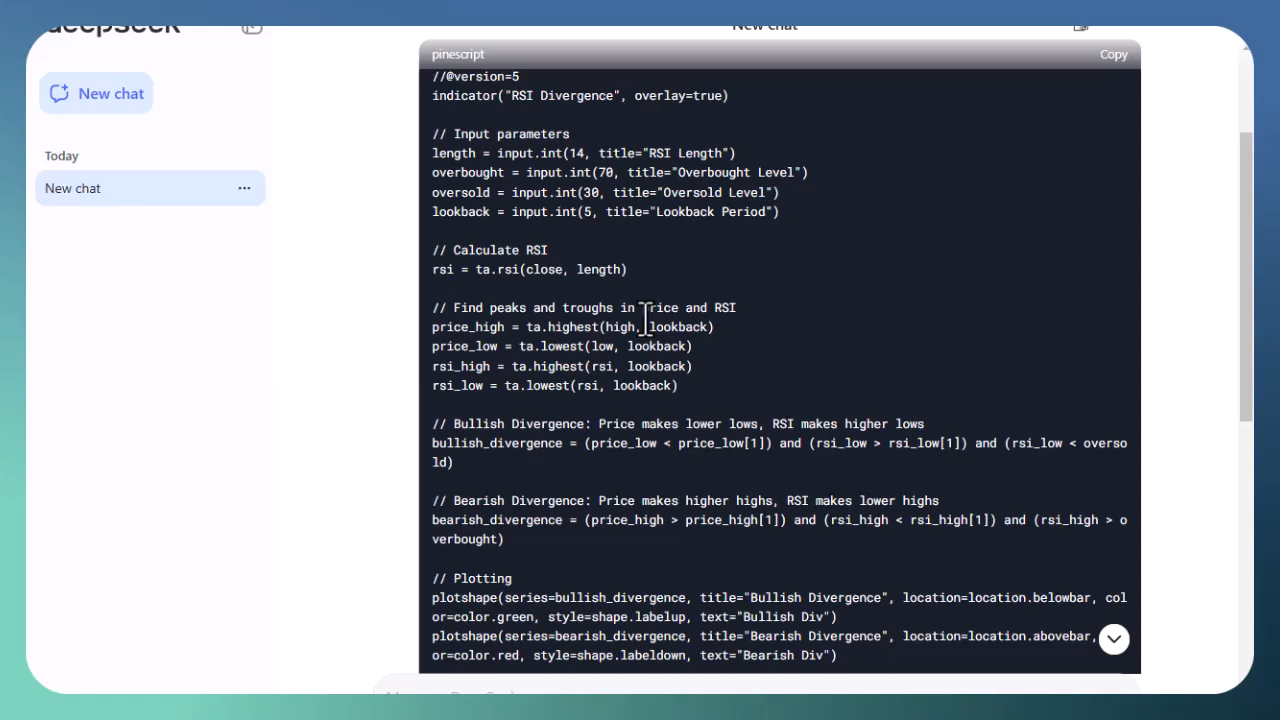 deepseek
New chat
New chat
Today
New chat
pinescript
Copy
//@version=5
indicator("RSI Divergence", overlay=true)
// Input parameters
length = input.int(14, title="RSI Length")
overbought = input.int(70, title="Overbought Level")
oversold = input.int(30, title="Oversold Level")
lookback = input.int(5, title="Lookback Period")
// Calculate RSI
rsi = ta.rsi(close, length)
// Find peaks and troughs in Price and RSI
price_high = ta.highest(high, lookback)
price_low = ta.lowest(low, lookback)
rsi_high = ta.highest(rsi, lookback)
rsi_low = ta.lowest(rsi, lookback)
// Bullish Divergence: Price makes lower lows, RSI makes higher lows
bullish_divergence = (price_low < price_low[1]) and (rsi_low > rsi_low[1]) and (rsi_low < overso
ld)
// Bearish Divergence: Price makes higher highs, RSI makes lower highs
bearish_divergence = (price_high > price_high[1]) and (rsi_high < rsi_high[1]) and (rsi_high > o
verbought)
// Plotting
plotshape(series=bullish_divergence, title="Bullish Divergence", location=location.belowbar, col
or=color.green, style=shape.labelup, text="Bullish Div")
plotshape(series=bearish_divergence, title="Bearish Divergence", location=location.abovebar,
or=color.red, style=shape.labeldown, text="Bearish Div")